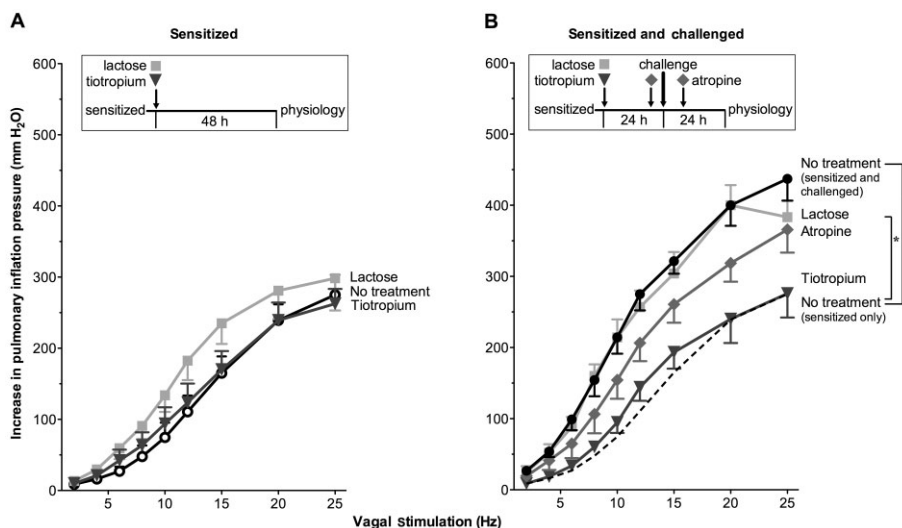 A
Sensitized
lactose
tiotropium
sensitized
physiology
48 h
600
500
400
300
200
100
0
Increase in pulmonary inflation pressure (mm H2O)
Lactose
No treatment
Tiotropium
5
10
15
20
25
B
Sensitized and challenged
lactose
challenge
tiotropium
atropine
sensitized
physiology
24 h
24 h
600
500
400
300
200
100
0
No treatment
(sensitized and
challenged)
Lactose
Atropine
*
Tiotropium
No treatment
(sensitized only)
5
10
15
20
25
Vagal stimulation (Hz)